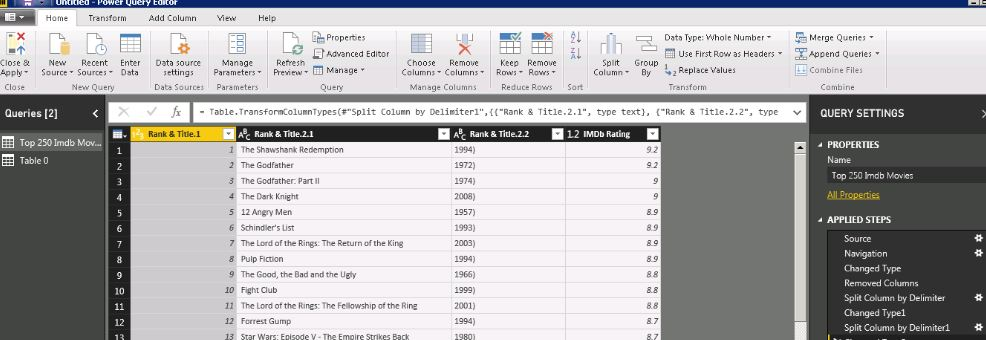 Untitled - Power Query Editor
Home Transform Add Column View Help
Close & Apply New Source Recent Sources Enter Data Data source settings Manage Parameters Refresh Preview Properties Advanced Editor Manage Choose Columns Remove Columns Keep Rows Remove Rows Split Column Group By Data Type: Whole Number Use First Row as Headers Replace Values Merge Queries Append Queries Combine Files
Close New Query Data Sources Parameters Query Manage Columns Reduce Rows Sort Transform Combine
Queries [2] fx = Table.TransformColumnTypes(#"Split Column by Delimiter1",{{"Rank & Title.2.1", type text}, {"Rank & Title.2.2", type QUERY SETTINGS
Top 250 Imdb Mov...
Table 0
Rank & Title.1 ABC Rank & Title.2.1 ABC Rank & Title.2.2 1.2 IMDb Rating
1 1 The Shawshank Redemption 1994) 9.2
2 2 The Godfather 1972) 9.2
3 3 The Godfather: Part II 1974) 9
4 4 The Dark Knight 2008) 9
5 5 12 Angry Men 1957) 8.9
6 6 Schindler's List 1993) 8.9
7 7 The Lord of the Rings: The Return of the King 2003) 8.9
8 8 Pulp Fiction 1994) 8.9
9 9 The Good, the Bad and the Ugly 1966) 8.8
10 10 Fight Club 1999) 8.8
11 11 The Lord of the Rings: The Fellowship of the Ring 2001) 8.8
12 12 Forrest Gump 1994) 8.7
13 13 Star Wars: Episode V - The Empire Strikes Back 1980) 8.7
PROPERTIES
Name
Top 250 Imdb Movies
All Properties
APPLIED STEPS
Source
Navigation
Changed Type
Removed Columns
Split Column by Delimiter
Changed Type1
Split Column by Delimiter1